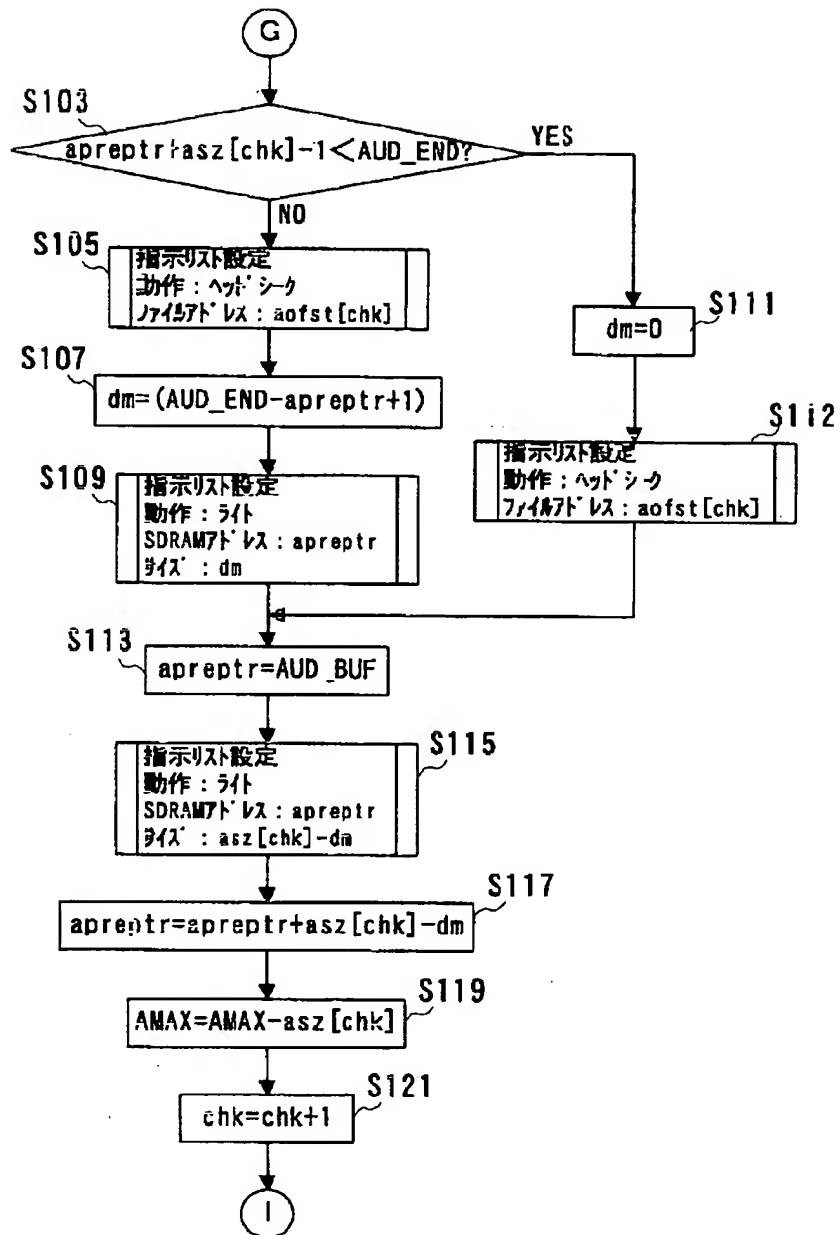 G
S103
apreptr+asz[chk]-1<AUD_END?
YES
NO
S105
指示リスト設定
動作:ヘッドシーク
ファイルアドレス:aofst[chk]
S111
dm=0
S107
dm=(AUD_END-apreptr+1)
S112
指示リスト設定
動作:ヘッドシーク
ファイルアドレス:aofst[chk]
S109
指示リスト設定
動作:ライト
SDRAMアドレス:apreptr
サイズ:dm
S113
apreptr=AUD_BUF
S115
指示リスト設定
動作:ライト
SDRAMアドレス:apreptr
サイズ:asz[chk]-dm
S117
apreptr=apreptr+asz[chk]-dm
S119
AMAX=AMAX-asz[chk]
S121
chk=chk+1
I